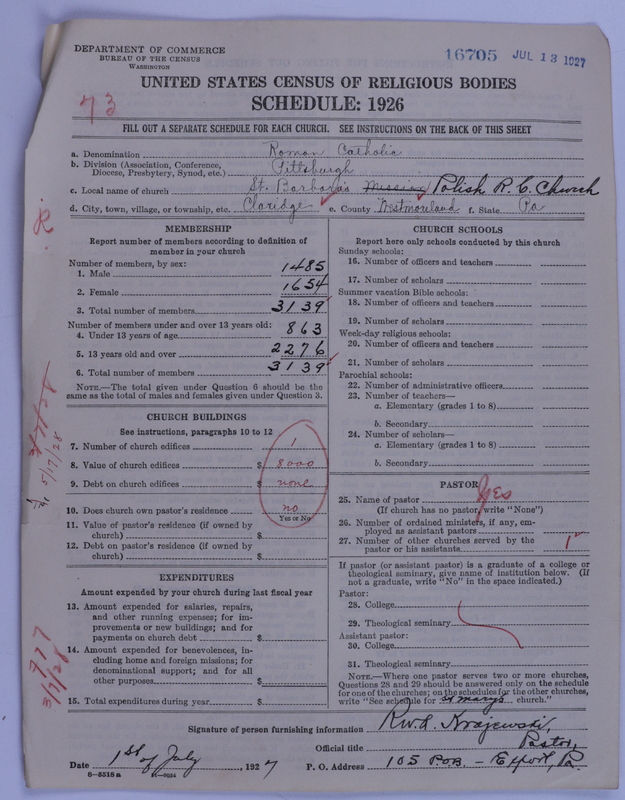 DEPARTMENT OF COMMERCE
BUREAU OF THE CENSUS
WASHINGTON
16705 JUL 13 1927
UNITED STATES CENSUS OF RELIGIOUS BODIES
SCHEDULE: 1926
73
FILL OUT A SEPARATE SCHEDULE FOR EACH CHURCH. SEE INSTRUCTIONS ON THE BACK OF THIS SHEET
a. Denomination Roman Catholic
b. Division (Association, Conference, Diocese, Presbytery, Synod, etc.) Pittsburgh
c. Local name of church St. Barbara's Mission Polish R. C. Church
d. City, town, village, or township, etc. Claridge e. County Westmoreland f. State Pa
MEMBERSHIP
Report number of members according to definition of
member in your church
Number of members, by sex:
1. Male 1485
2. Female 1654
3. Total number of members 3139
Number of members under and over 13 years old:
4. Under 13 years of age 863
5. 13 years old and over 2276
6. Total number of members 3139
NOTE.—The total given under Question 6 should be the
same as the total of males and females given under Question 3.
CHURCH BUILDINGS
See instructions, paragraphs 10 to 12
7. Number of church edifices 1
8. Value of church edifices $ 8000
9. Debt on church edifices $ none
10. Does church own pastor's residence no
Yes or No
11. Value of pastor's residence (if owned by
church) $
12. Debt on pastor's residence (if owned by
church) $
EXPENDITURES
Amount expended by your church during last fiscal year
13. Amount expended for salaries, repairs,
and other running expenses; for im-
provements or new buildings; and for
payments on church debt $
14. Amount expended for benevolences, in-
cluding home and foreign missions; for
denominational support; and for all
other purposes $
15. Total expenditures during year $
CHURCH SCHOOLS
Report here only schools conducted by this church
Sunday schools:
16. Number of officers and teachers
17. Number of scholars
Summer vacation Bible schools:
18. Number of officers and teachers
19. Number of scholars
Week-day religious schools:
20. Number of officers and teachers
21. Number of scholars
Parochial schools:
22. Number of administrative officers
23. Number of teachers—
a. Elementary (grades 1 to 8)
b. Secondary
24. Number of scholars—
a. Elementary (grades 1 to 8)
b. Secondary
PASTOR
25. Name of pastor yes
(If church has no pastor, write "None")
26. Number of ordained ministers, if any, em-
ployed as assistant pastors
27. Number of other churches served by the
pastor or his assistants 1
If pastor (or assistant pastor) is a graduate of a college or
theological seminary, give name of institution below. (If
not a graduate, write "No" in the space indicated.)
Pastor:
28. College
29. Theological seminary
Assistant pastor:
30. College
31. Theological seminary
NOTE.—Where one pastor serves two or more churches,
Questions 28 and 29 should be answered only on the schedule
for one of the churches; on the schedules for the other churches,
write "See schedule for St Marys church."
Signature of person furnishing information Rw. L. Krajewski,
Official title Pastor,
Date 1st of July, 1927 P. O. Address 105 P.O.B. - Export, Pa.
8-5518a